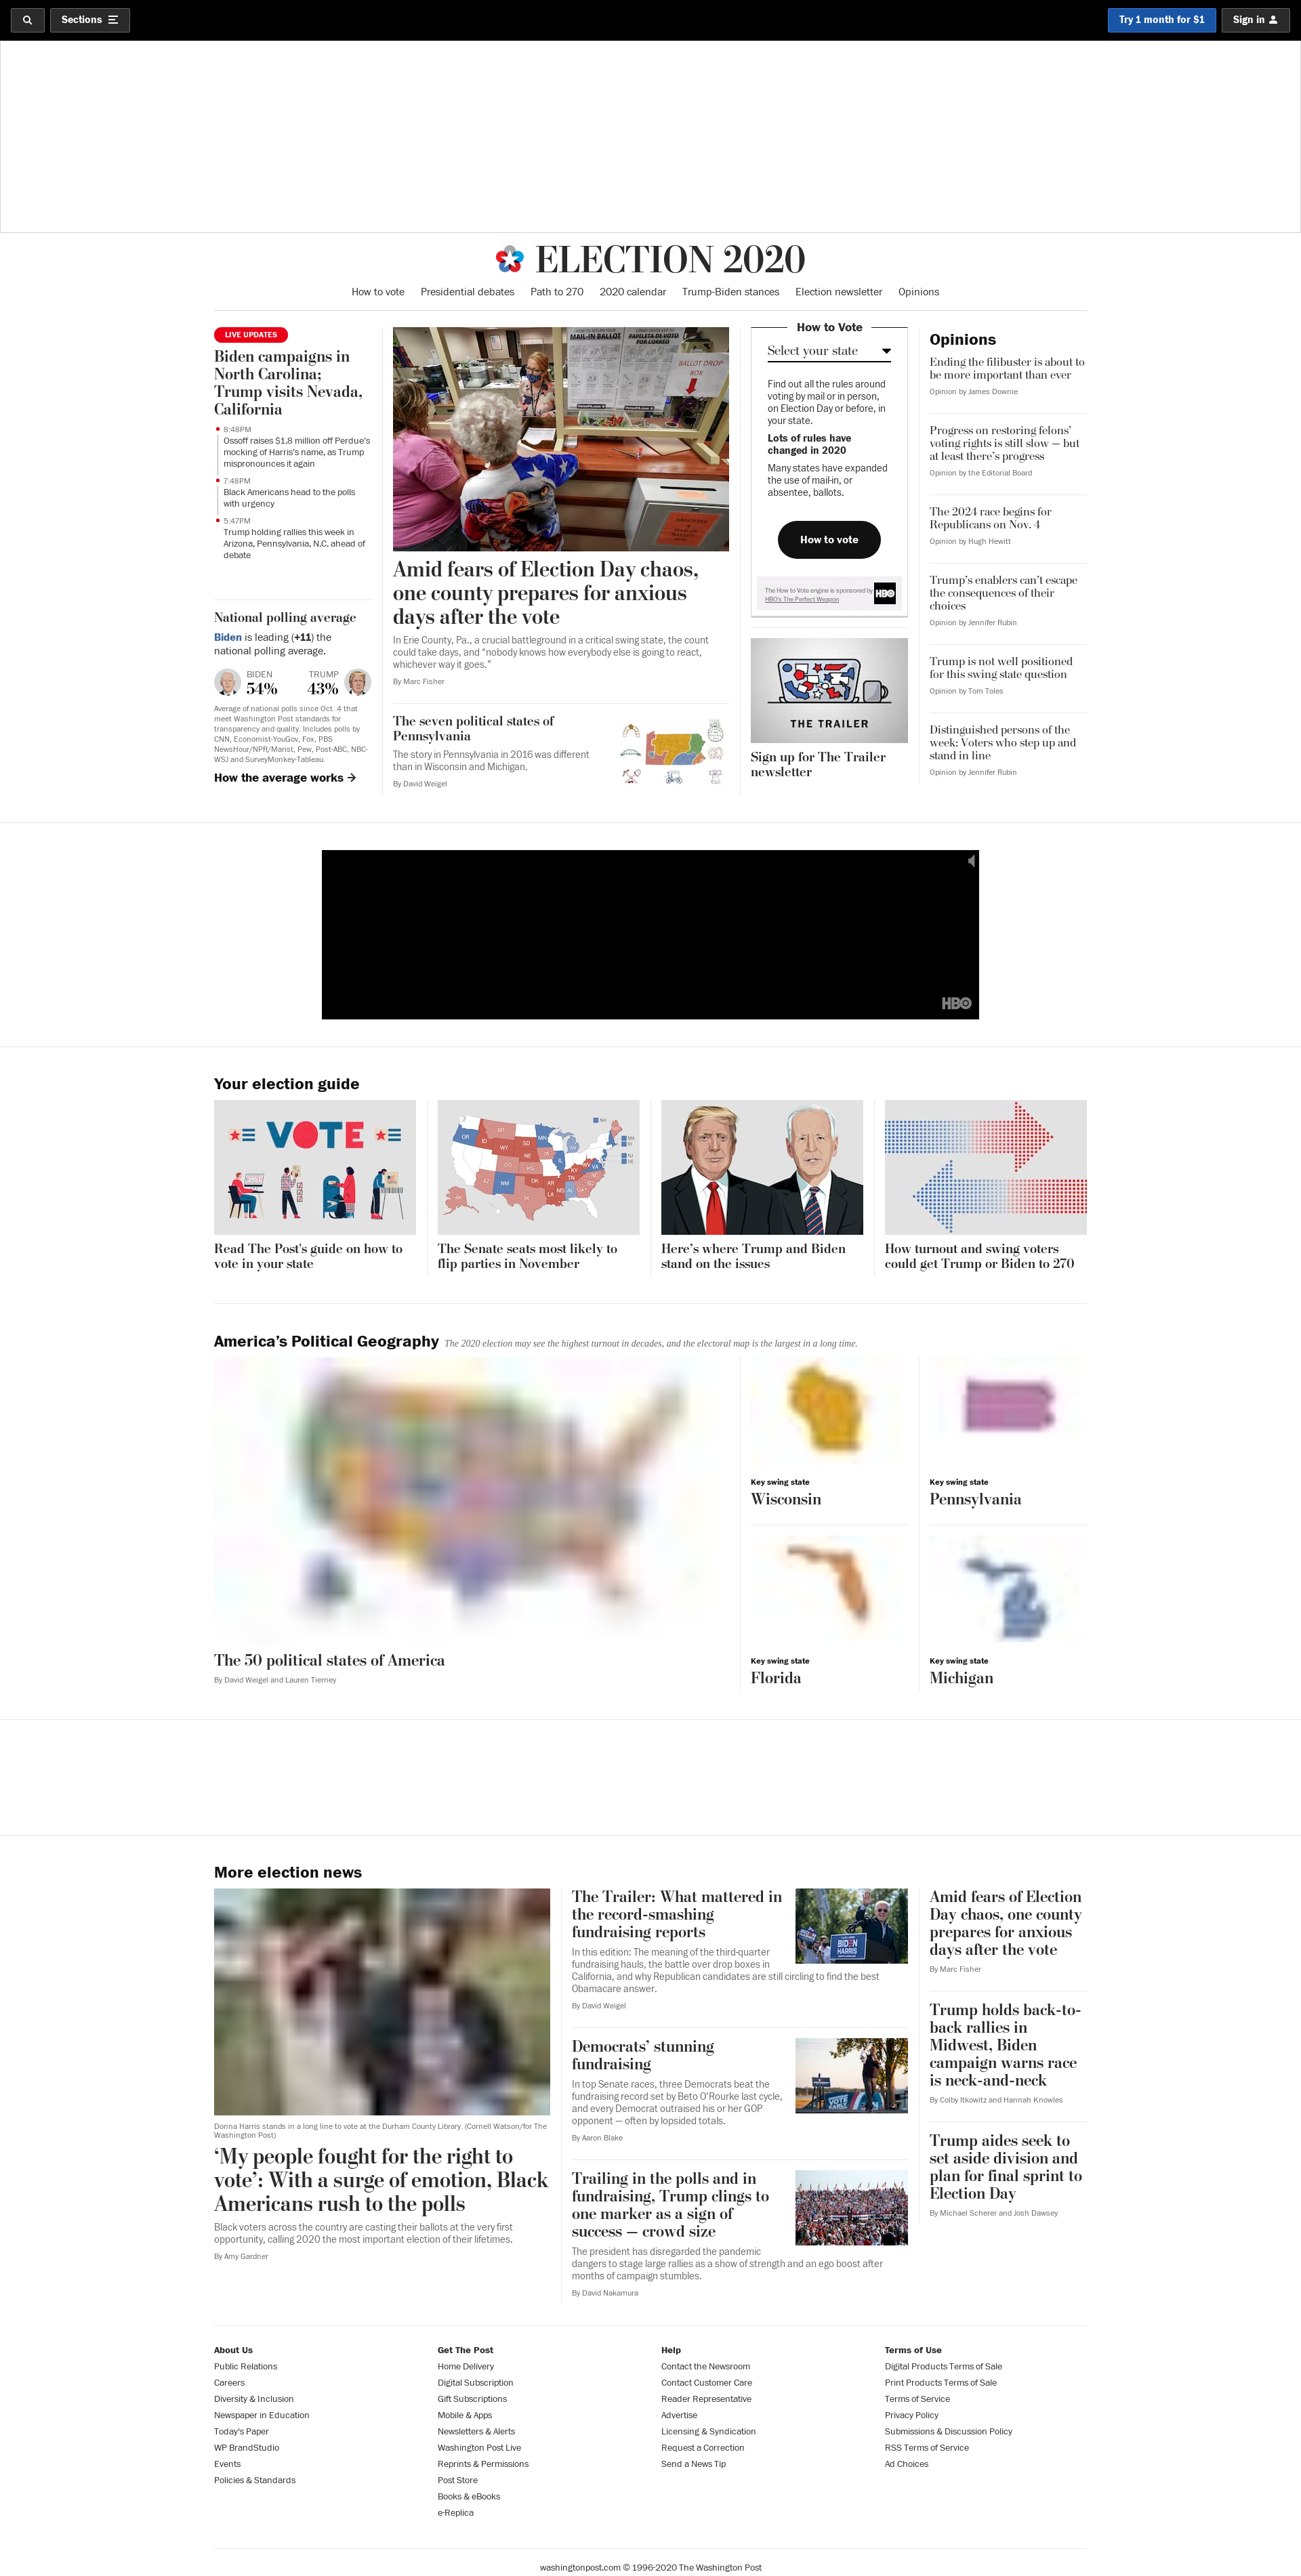 Sections
Try 1 month for $1
Sign in
ELECTION 2020
How to vote
Presidential debates
Path to 270
2020 calendar
Trump-Biden stances
Election newsletter
Opinions
LIVE UPDATES
Biden campaigns in
North Carolina;
Trump visits Nevada,
California
8:48PM
Ossoff raises $1.8 million off Perdue's
mocking of Harris's name, as Trump
mispronounces it again
7:48PM
Black Americans head to the polls
with urgency
5:47PM
Trump holding rallies this week in
Arizona, Pennsylvania, N.C. ahead of
debate
National polling average
Biden is leading (+11) the
national polling average.
BIDEN
54%
TRUMP
43%
Average of national polls since Oct. 4 that
meet Washington Post standards for
transparency and quality. Includes polls by
CNN, Economist-YouGov, Fox, PBS
NewsHour/NPR/Marist, Pew, Post-ABC, NBC-
WSJ and SurveyMonkey-Tableau.
How the average works →
MAIL-IN BALLOT
PAPELETA DE VOTO
POR CORREO
BALLOT DROP
BOX
Amid fears of Election Day chaos,
one county prepares for anxious
days after the vote
In Erie County, Pa., a crucial battleground in a critical swing state, the count
could take days, and “nobody knows how everybody else is going to react,
whichever way it goes.”
By Marc Fisher
The seven political states of
Pennsylvania
The story in Pennsylvania in 2016 was different
than in Wisconsin and Michigan.
By David Weigel
How to Vote
Select your state
Find out all the rules around
voting by mail or in person,
on Election Day or before, in
your state.
Lots of rules have
changed in 2020
Many states have expanded
the use of mail-in, or
absentee, ballots.
How to vote
The How to Vote engine is sponsored by
HBO's The Perfect Weapon
HBO
THE TRAILER
Sign up for The Trailer
newsletter
Opinions
Ending the filibuster is about to
be more important than ever
Opinion by James Downie
Progress on restoring felons’
voting rights is still slow — but
at least there’s progress
Opinion by the Editorial Board
The 2024 race begins for
Republicans on Nov. 4
Opinion by Hugh Hewitt
Trump’s enablers can’t escape
the consequences of their
choices
Opinion by Jennifer Rubin
Trump is not well positioned
for this swing state question
Opinion by Tom Toles
Distinguished persons of the
week: Voters who step up and
stand in line
Opinion by Jennifer Rubin
HBO
Your election guide
VOTE
Read The Post's guide on how to
vote in your state
The Senate seats most likely to
flip parties in November
Here’s where Trump and Biden
stand on the issues
How turnout and swing voters
could get Trump or Biden to 270
America’s Political Geography
The 2020 election may see the highest turnout in decades, and the electoral map is the largest in a long time.
The 50 political states of America
By David Weigel and Lauren Tierney
Key swing state
Wisconsin
Key swing state
Pennsylvania
Key swing state
Florida
Key swing state
Michigan
More election news
Donna Harris stands in a long line to vote at the Durham County Library. (Cornell Watson/for The
Washington Post)
‘My people fought for the right to
vote’: With a surge of emotion, Black
Americans rush to the polls
Black voters across the country are casting their ballots at the very first
opportunity, calling 2020 the most important election of their lifetimes.
By Amy Gardner
The Trailer: What mattered in
the record-smashing
fundraising reports
In this edition: The meaning of the third-quarter
fundraising hauls, the battle over drop boxes in
California, and why Republican candidates are still circling to find the best
Obamacare answer.
By David Weigel
BIDEN
HARRIS
Democrats’ stunning
fundraising
In top Senate races, three Democrats beat the
fundraising record set by Beto O’Rourke last cycle,
and every Democrat outraised his or her GOP
opponent — often by lopsided totals.
By Aaron Blake
Trailing in the polls and in
fundraising, Trump clings to
one marker as a sign of
success — crowd size
The president has disregarded the pandemic
dangers to stage large rallies as a show of strength and an ego boost after
months of campaign stumbles.
By David Nakamura
Amid fears of Election
Day chaos, one county
prepares for anxious
days after the vote
By Marc Fisher
Trump holds back-to-
back rallies in
Midwest, Biden
campaign warns race
is neck-and-neck
By Colby Itkowitz and Hannah Knowles
Trump aides seek to
set aside division and
plan for final sprint to
Election Day
By Michael Scherer and Josh Dawsey
About Us
Public Relations
Careers
Diversity & Inclusion
Newspaper in Education
Today's Paper
WP BrandStudio
Events
Policies & Standards
Get The Post
Home Delivery
Digital Subscription
Gift Subscriptions
Mobile & Apps
Newsletters & Alerts
Washington Post Live
Reprints & Permissions
Post Store
Books & eBooks
e-Replica
Help
Contact the Newsroom
Contact Customer Care
Reader Representative
Advertise
Licensing & Syndication
Request a Correction
Send a News Tip
Terms of Use
Digital Products Terms of Sale
Print Products Terms of Sale
Terms of Service
Privacy Policy
Submissions & Discussion Policy
RSS Terms of Service
Ad Choices
washingtonpost.com © 1996-2020 The Washington Post